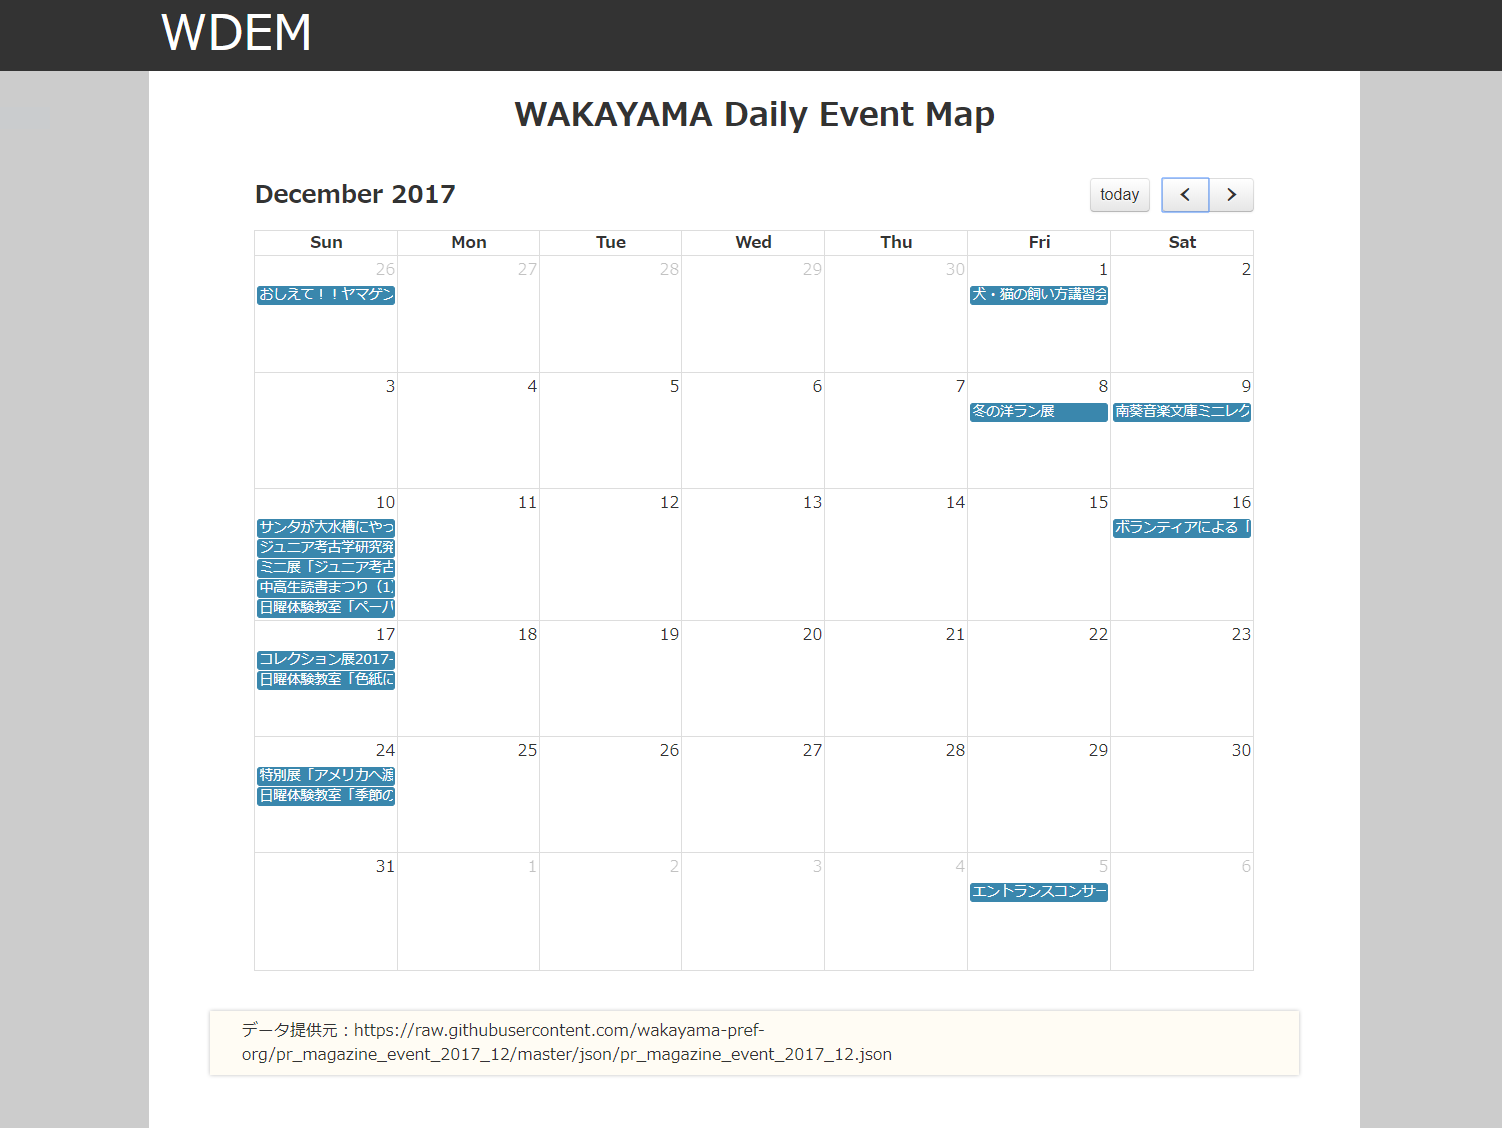 WDEM
WAKAYAMA Daily Event Map
December 2017
today
Sun Mon Tue Wed Thu Fri Sat
26 27 28 29 30 1 2
おしえて！！ヤマゲン 犬・猫の飼い方講習会
3 4 5 6 7 8 9
冬の洋ラン展 南葵音楽文庫ミニレク
10 11 12 13 14 15 16
サンタが大水槽にやっ ボランティアによる「
ジュニア考古学研究発
ミニ展「ジュニア考古
中高生読書まつり（1）
日曜体験教室「ペーパ
17 18 19 20 21 22 23
コレクション展2017-
日曜体験教室「色紙に
24 25 26 27 28 29 30
特別展「アメリカへ渡
日曜体験教室「季節の
31 1 2 3 4 5 6
エントランスコンサー
データ提供元：https://raw.githubusercontent.com/wakayama-pref-
org/pr_magazine_event_2017_12/master/json/pr_magazine_event_2017_12.json